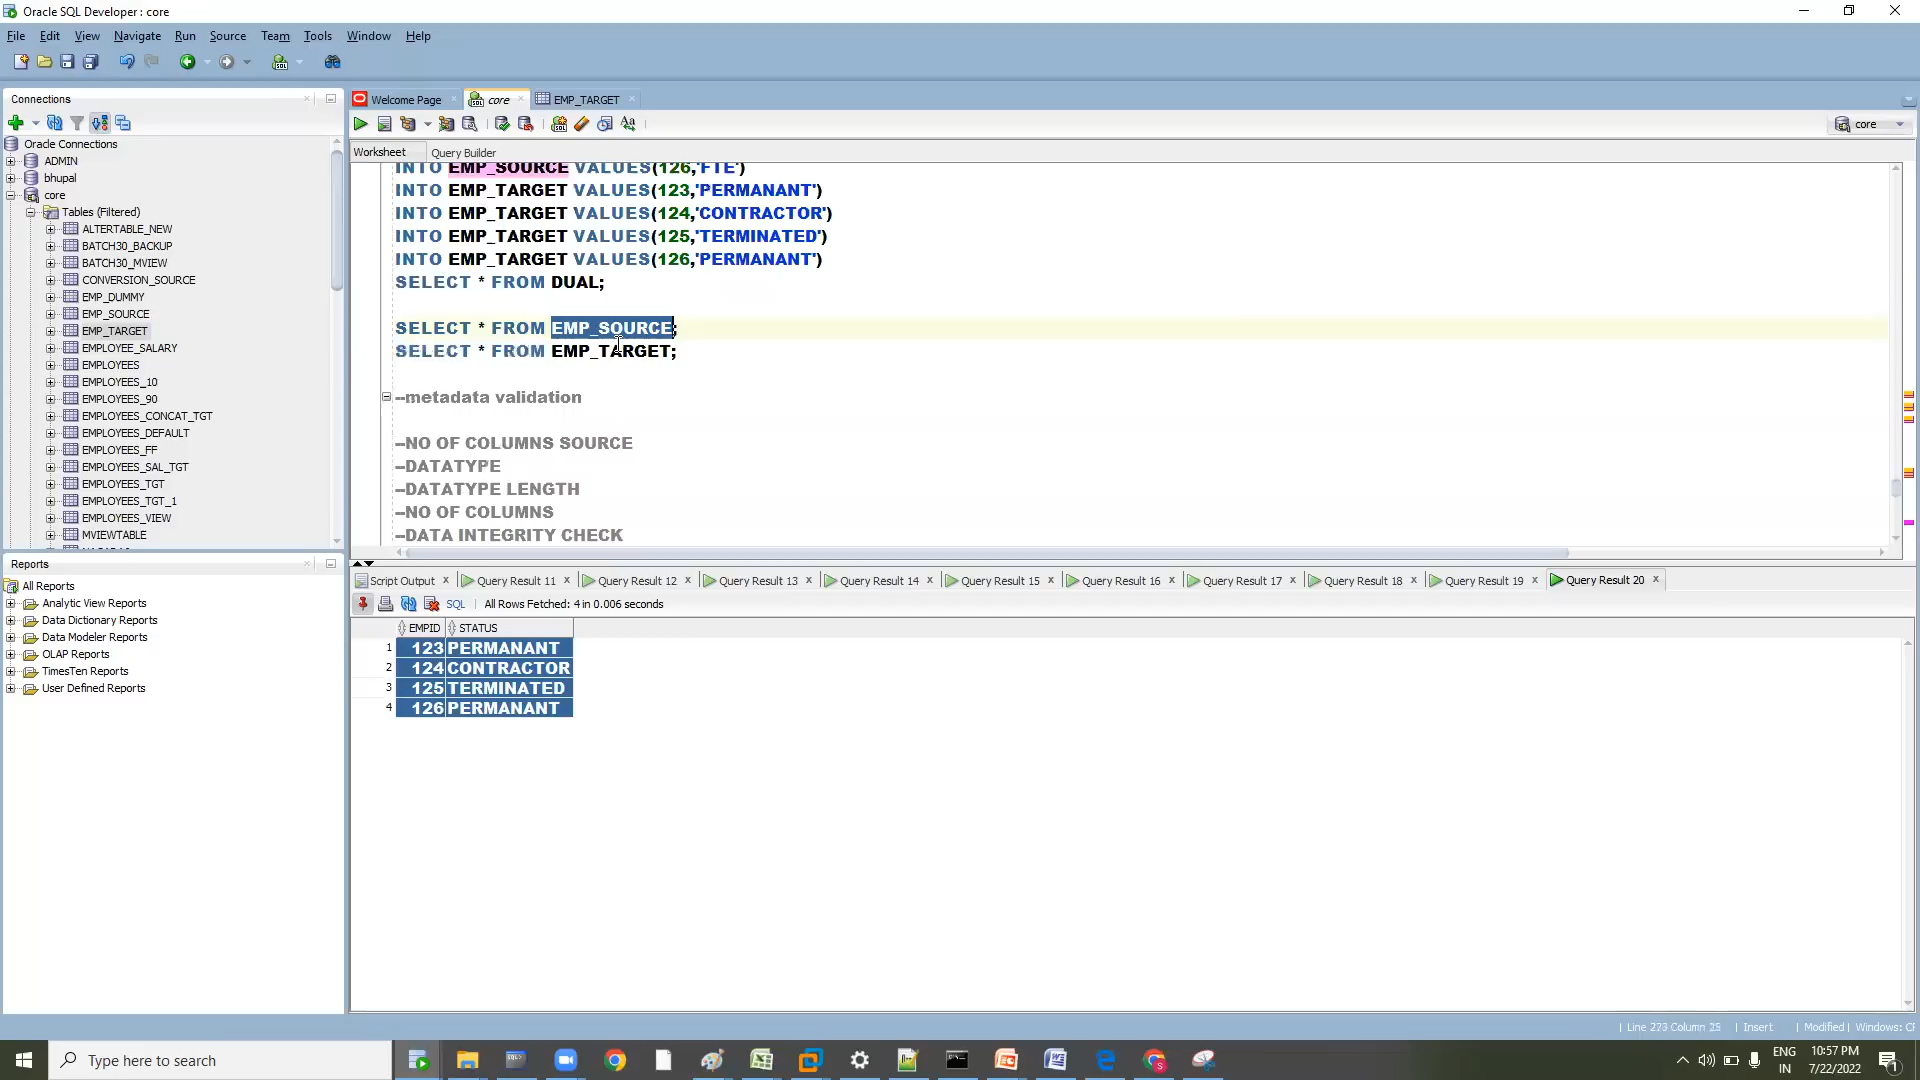 Oracle SQL Developer : core
File Edit View Navigate Run Source Team Tools Window Help
Connections
Oracle Connections
ADMIN
bhupal
core
Tables (Filtered)
ALTERTABLE_NEW
BATCH30_BACKUP
BATCH30_MVIEW
CONVERSION_SOURCE
EMP_DUMMY
EMP_SOURCE
EMP_TARGET
EMPLOYEE_SALARY
EMPLOYEES
EMPLOYEES_10
EMPLOYEES_90
EMPLOYEES_CONCAT_TGT
EMPLOYEES_DEFAULT
EMPLOYEES_FF
EMPLOYEES_SAL_TGT
EMPLOYEES_TGT
EMPLOYEES_TGT_1
EMPLOYEES_VIEW
MVIEWTABLE
Reports
All Reports
Analytic View Reports
Data Dictionary Reports
Data Modeler Reports
OLAP Reports
TimesTen Reports
User Defined Reports
Welcome Page core EMP_TARGET
core
Worksheet Query Builder
INTO EMP_SOURCE VALUES(126,'FTE')
INTO EMP_TARGET VALUES(123,'PERMANANT')
INTO EMP_TARGET VALUES(124,'CONTRACTOR')
INTO EMP_TARGET VALUES(125,'TERMINATED')
INTO EMP_TARGET VALUES(126,'PERMANANT')
SELECT * FROM DUAL;
SELECT * FROM EMP_SOURCE;
SELECT * FROM EMP_TARGET;
--metadata validation
--NO OF COLUMNS SOURCE
--DATATYPE
--DATATYPE LENGTH
--NO OF COLUMNS
--DATA INTEGRITY CHECK
Script Output Query Result 11 Query Result 12 Query Result 13 Query Result 14 Query Result 15 Query Result 16 Query Result 17 Query Result 18 Query Result 19 Query Result 20
SQL All Rows Fetched: 4 in 0.006 seconds
EMPID STATUS
1 123 PERMANANT
2 124 CONTRACTOR
3 125 TERMINATED
4 126 PERMANANT
Line 273 Column 25 Insert Modified Windows: CF
Type here to search
ENG
IN
10:57 PM
7/22/2022
1